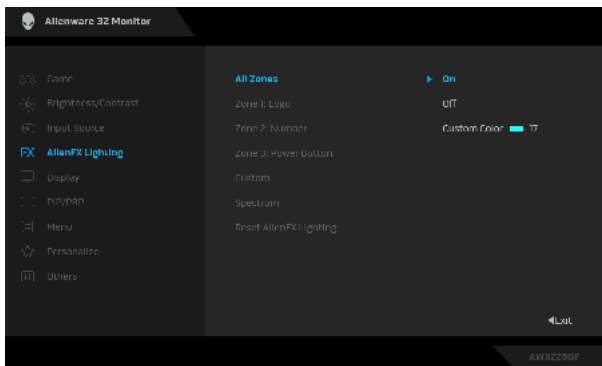 Alienware 32 Monitor
Game
Brightness/Contrast
Input Source
AlienFX Lighting
Display
PIP/PBP
Menu
Personalize
Others
All Zones
Zone 1: Logo
Zone 2: Number
Zone 3: Power Button
Custom
Spectrum
Reset AlienFX Lighting
On
Off
Custom Color 17
Exit
AW3225QF